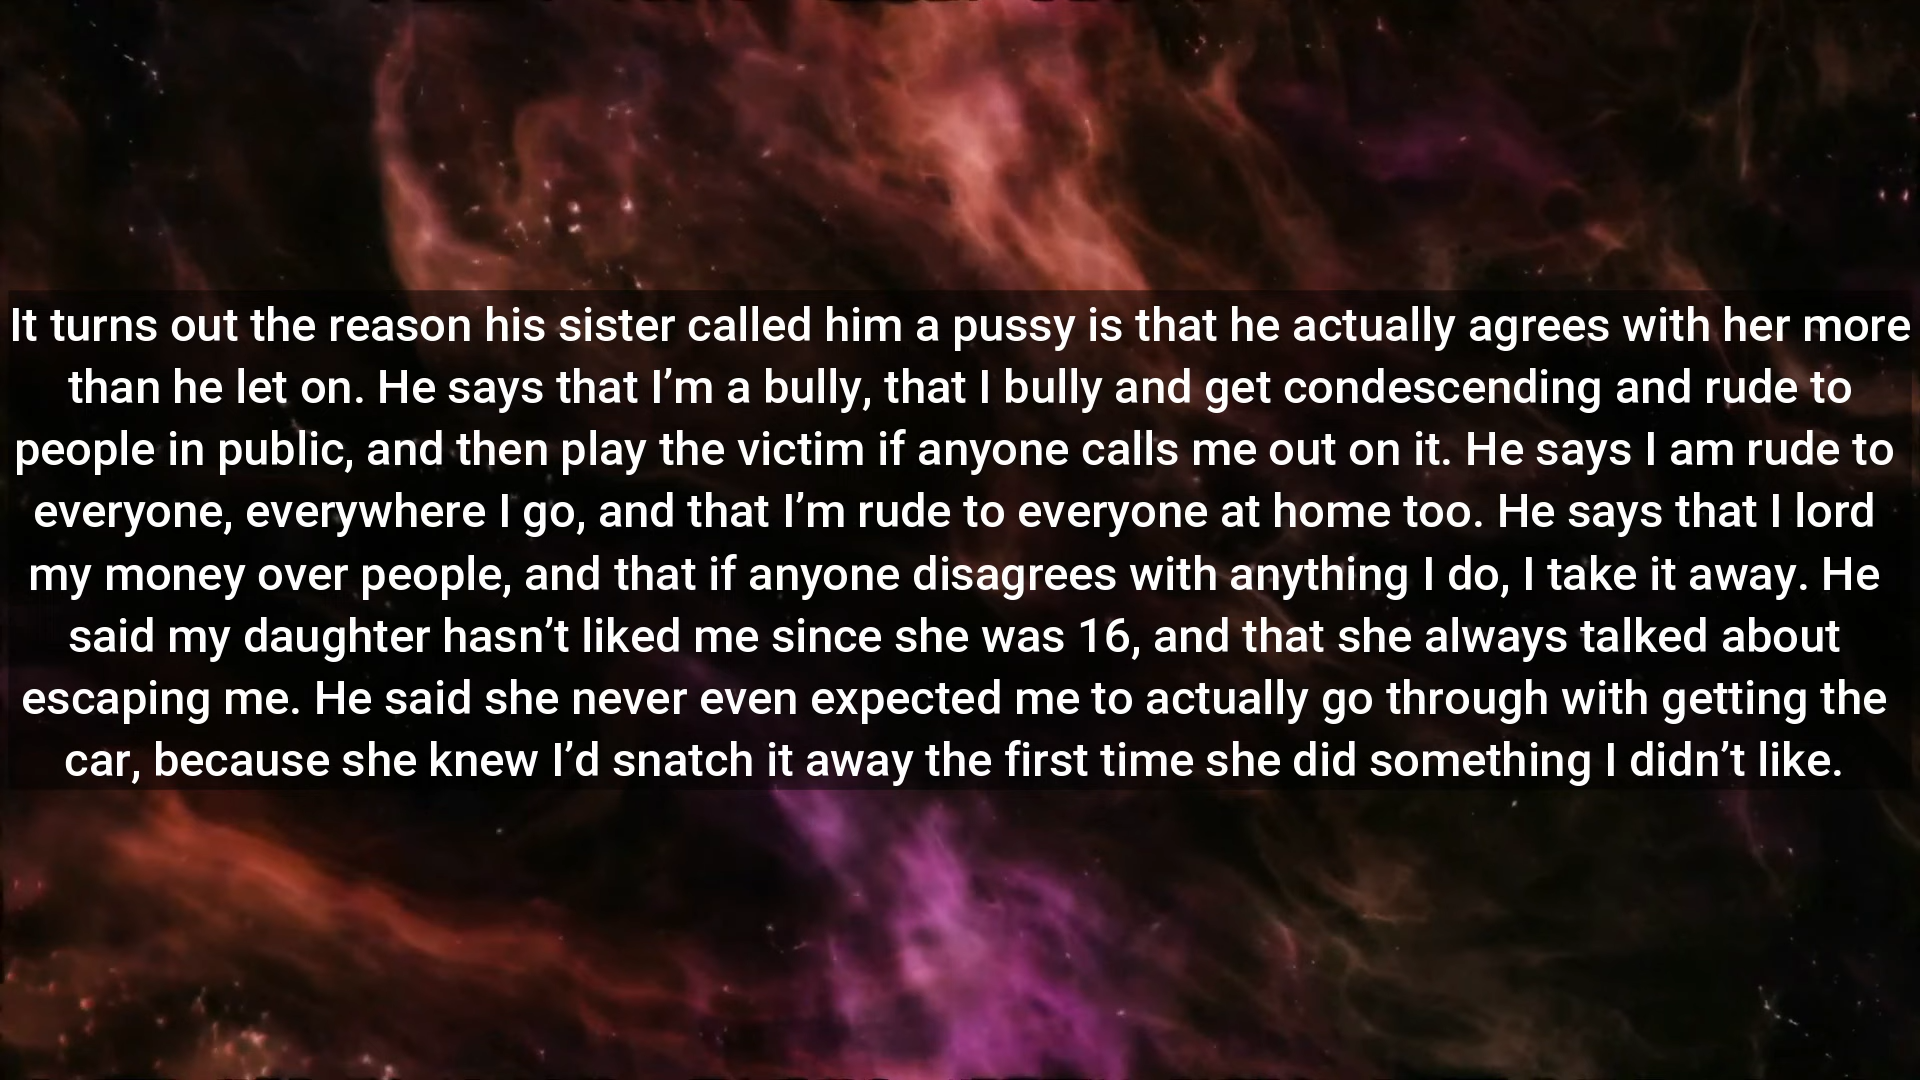 It turns out the reason his sister called him a pussy is that he actually agrees with her more
than he let on. He says that I’m a bully, that I bully and get condescending and rude to
people in public, and then play the victim if anyone calls me out on it. He says I am rude to
everyone, everywhere I go, and that I’m rude to everyone at home too. He says that I lord
my money over people, and that if anyone disagrees with anything I do, I take it away. He
said my daughter hasn’t liked me since she was 16, and that she always talked about
escaping me. He said she never even expected me to actually go through with getting the
car, because she knew I’d snatch it away the first time she did something I didn’t like.